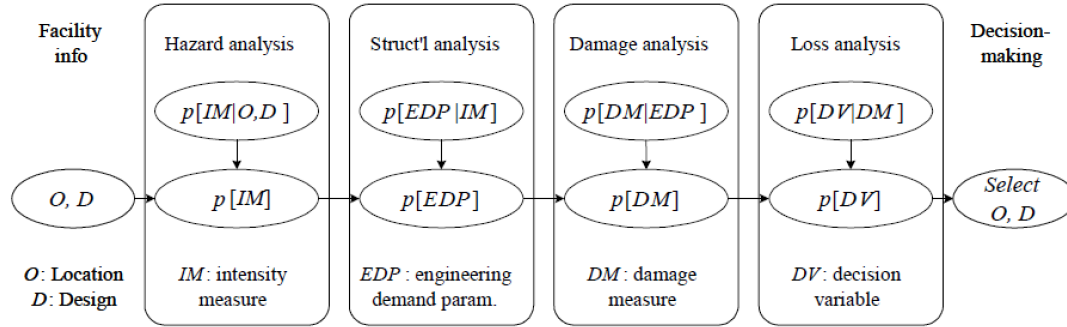 Facility
info
Hazard analysis
Struct'l analysis
Damage analysis
Loss analysis
Decision-
making
p[IM|O,D ]
p[EDP |IM]
p[DM|EDP ]
p[DV|DM]
O, D
p[IM]
p[EDP]
p[DM]
p[DV]
Select
O, D
O: Location
D: Design
IM: intensity
measure
EDP : engineering
demand param.
DM: damage
measure
DV: decision
variable